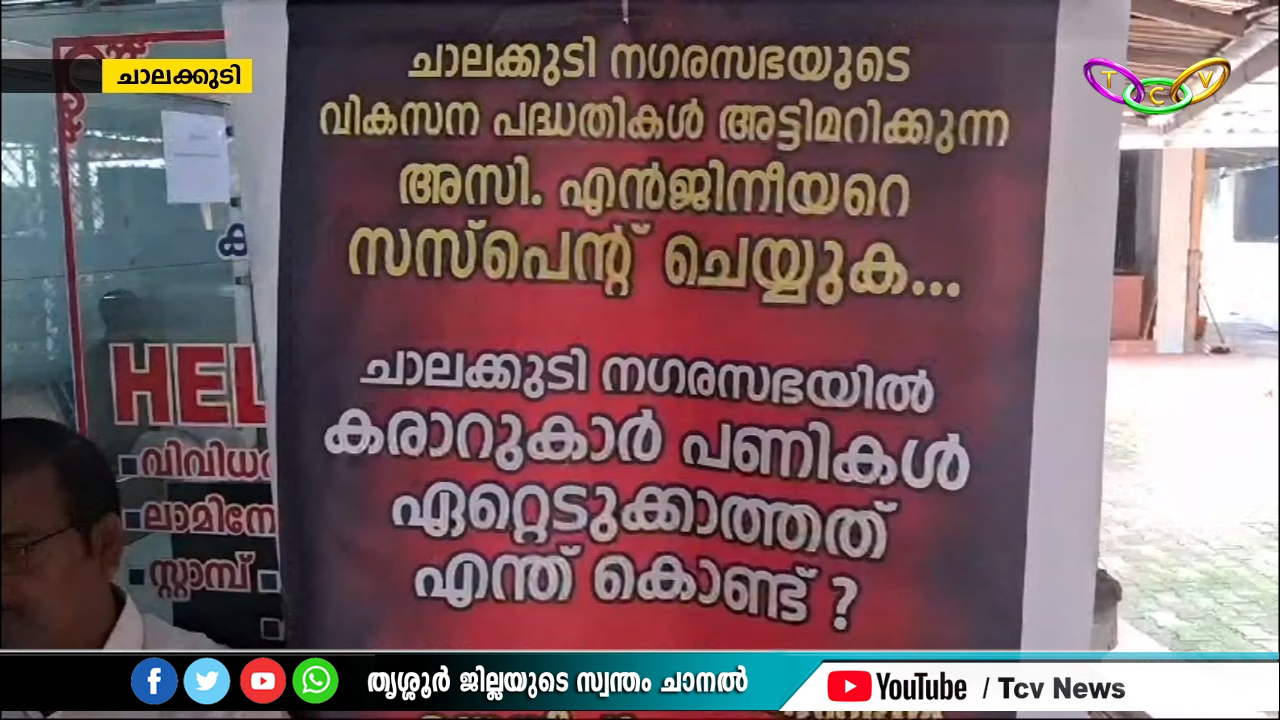 ചാലക്കുടി
TCV
ചാലക്കുടി നഗരസഭയുടെ
വികസന പദ്ധതികൾ അട്ടിമറിക്കുന്ന
അസി. എൻജിനീയറെ
സസ്പെന്റ് ചെയ്യുക...
ചാലക്കുടി നഗരസഭയിൽ
കരാറുകാർ പണികൾ
ഏറ്റെടുക്കാത്തത്
എന്ത് കൊണ്ട് ?
HEL
വിവിധ
ലാമിനേ
സ്റ്റാമ്പ്
തൃശ്ശൂർ ജില്ലയുടെ സ്വന്തം ചാനൽ
YouTube / Tcv News